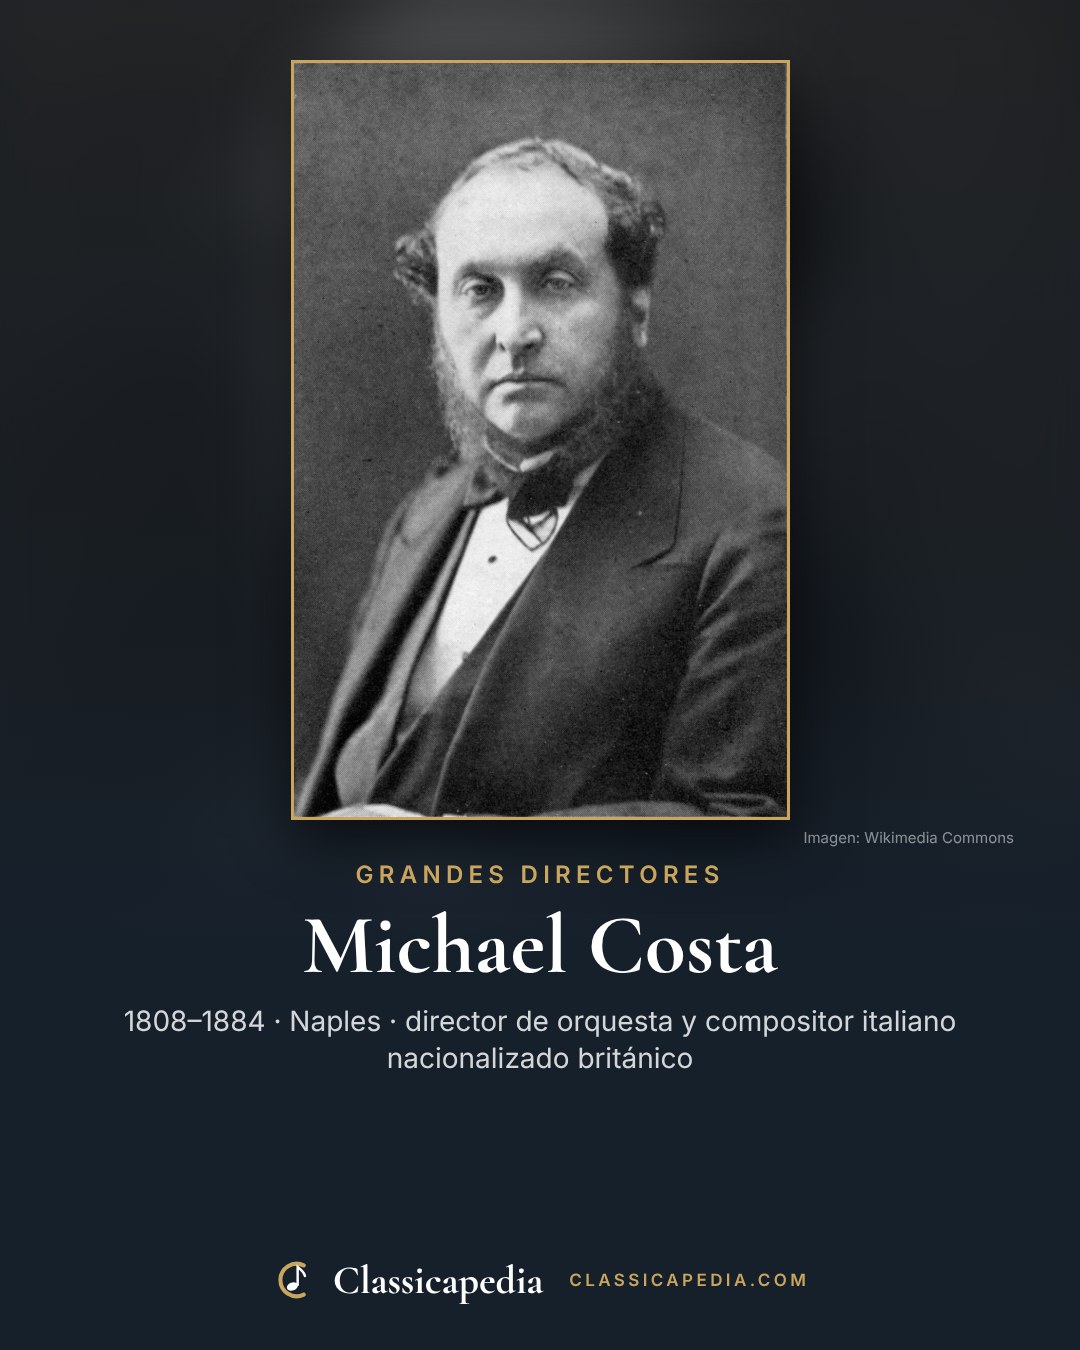 Imagen: Wikimedia Commons
GRANDES DIRECTORES
Michael Costa
1808–1884 · Naples · director de orquesta y compositor italiano
nacionalizado británico
Classicapedia CLASSICAPEDIA.COM